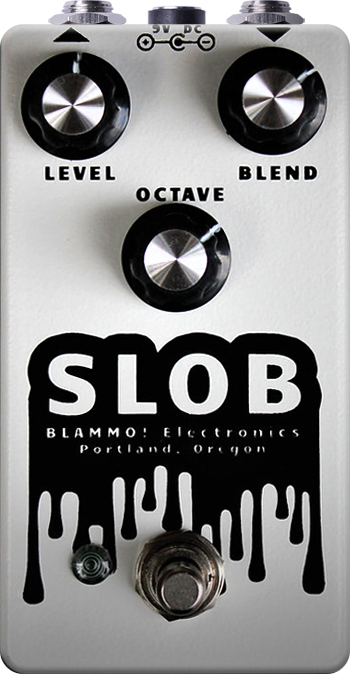 9V DC
LEVEL
BLEND
OCTAVE
SLOB
BLAMMO! Electronics
Portland, Oregon